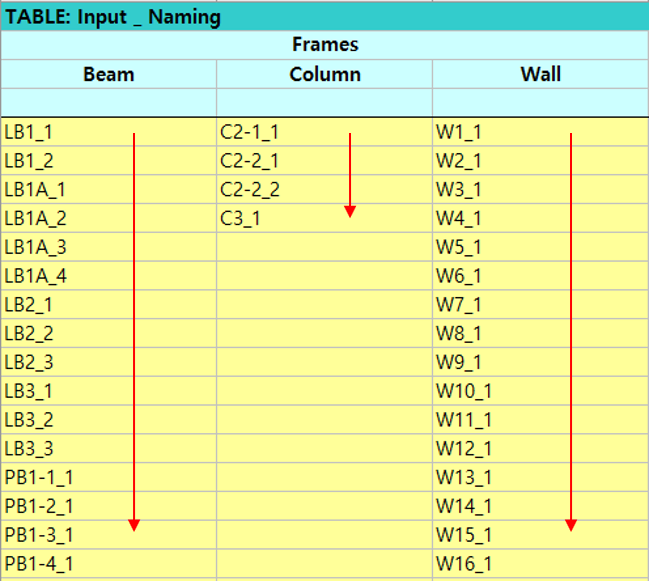 TABLE: Input _ Naming
Frames
Beam Column Wall
LB1_1 C2-1_1 W1_1
LB1_2 C2-2_1 W2_1
LB1A_1 C2-2_2 W3_1
LB1A_2 C3_1 W4_1
LB1A_3 W5_1
LB1A_4 W6_1
LB2_1 W7_1
LB2_2 W8_1
LB2_3 W9_1
LB3_1 W10_1
LB3_2 W11_1
LB3_3 W12_1
PB1-1_1 W13_1
PB1-2_1 W14_1
PB1-3_1 W15_1
PB1-4_1 W16_1